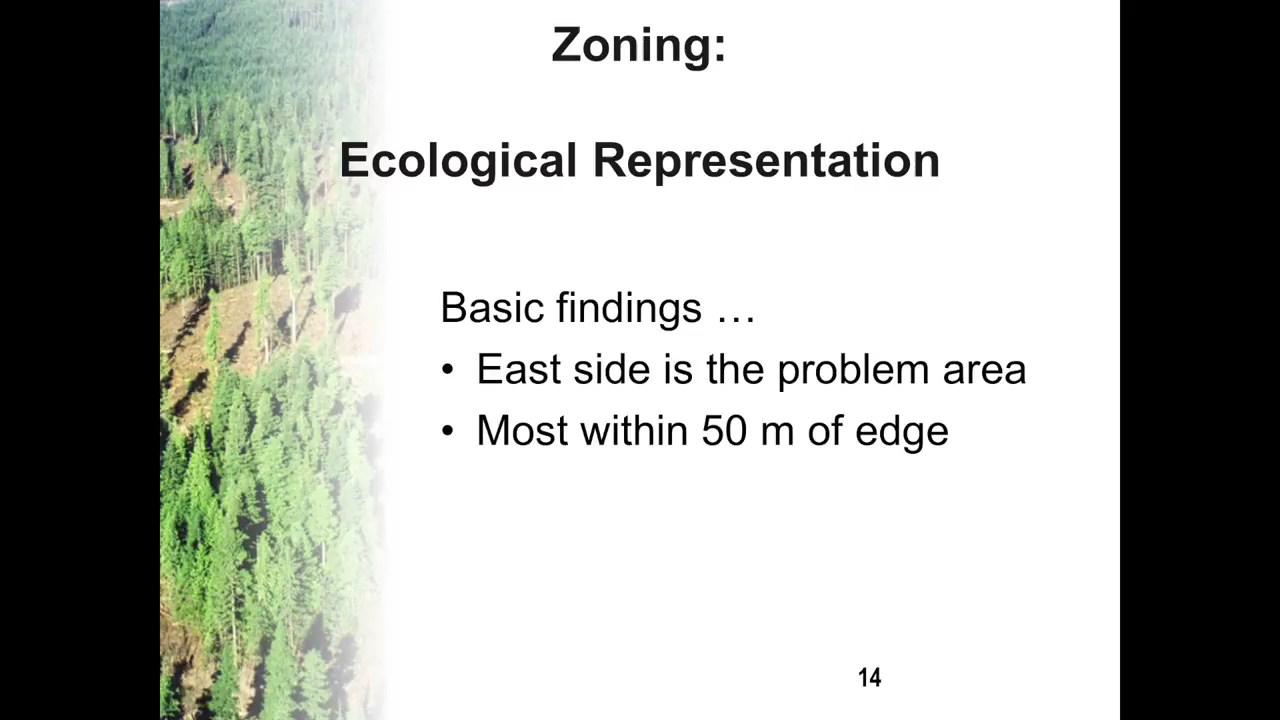 Zoning:
Ecological Representation
Basic findings …
• East side is the problem area
• Most within 50 m of edge
14